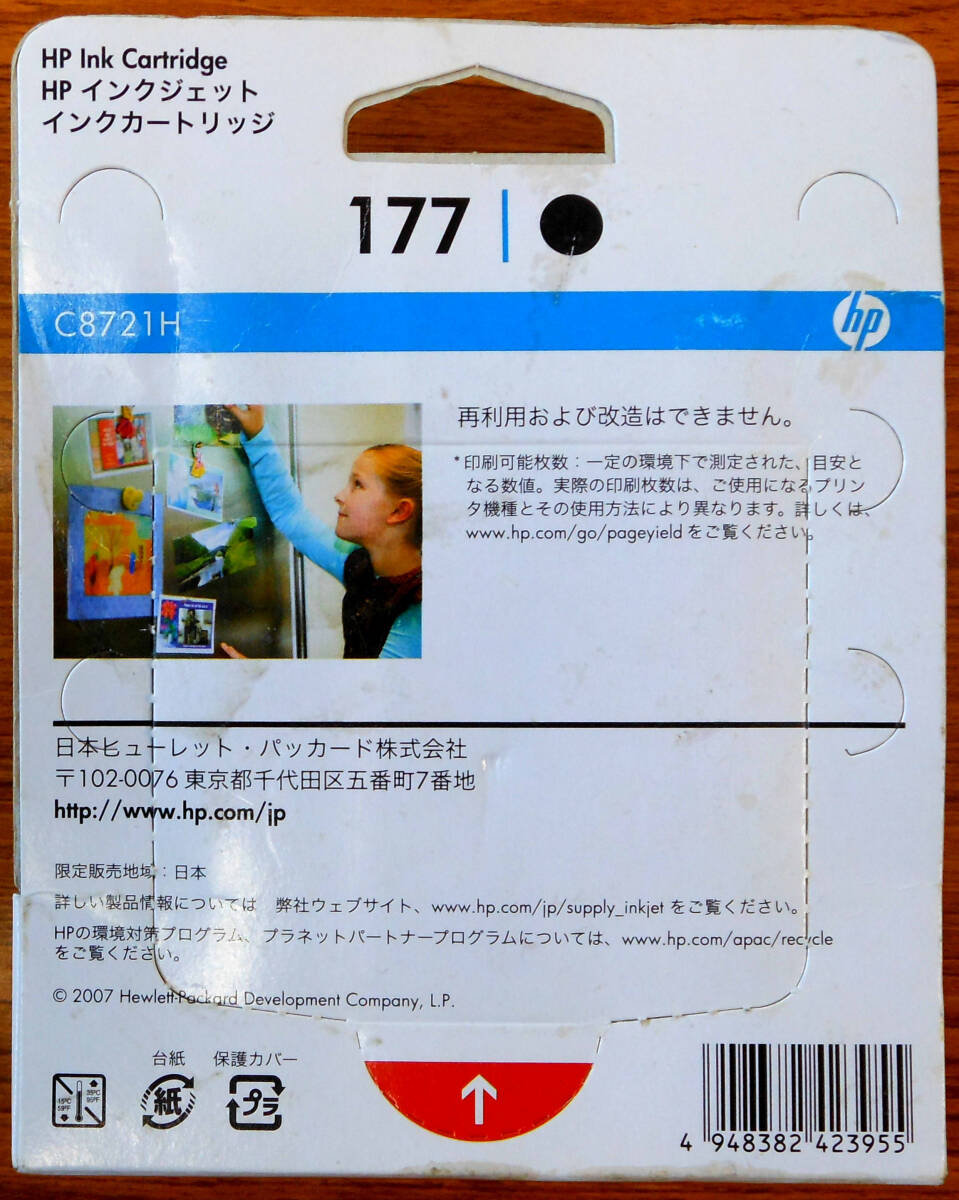 HP Ink Cartridge
HP インクジェット
インクカートリッジ
177
C8721H
hp
再利用および改造はできません。
*印刷可能枚数：一定の環境下で測定された、目安と
なる数値。実際の印刷枚数は、ご使用になるプリン
タ機種とその使用方法により異なります。詳しくは、
www.hp.com/go/pageyield をご覧ください。
日本ヒューレット・パッカード株式会社
〒102-0076 東京都千代田区五番町7番地
http://www.hp.com/jp
限定販売地域：日本
詳しい製品情報については 弊社ウェブサイト、www.hp.com/jp/supply_inkjet をご覧ください。
HPの環境対策プログラム、プラネットパートナープログラムについては、www.hp.com/apac/recycle
をご覧ください。
© 2007 Hewlett-Packard Development Company, L.P.
台紙 保護カバー
15ºC
59ºF
35ºC
95ºF
紙
プラ
4 948382 423955